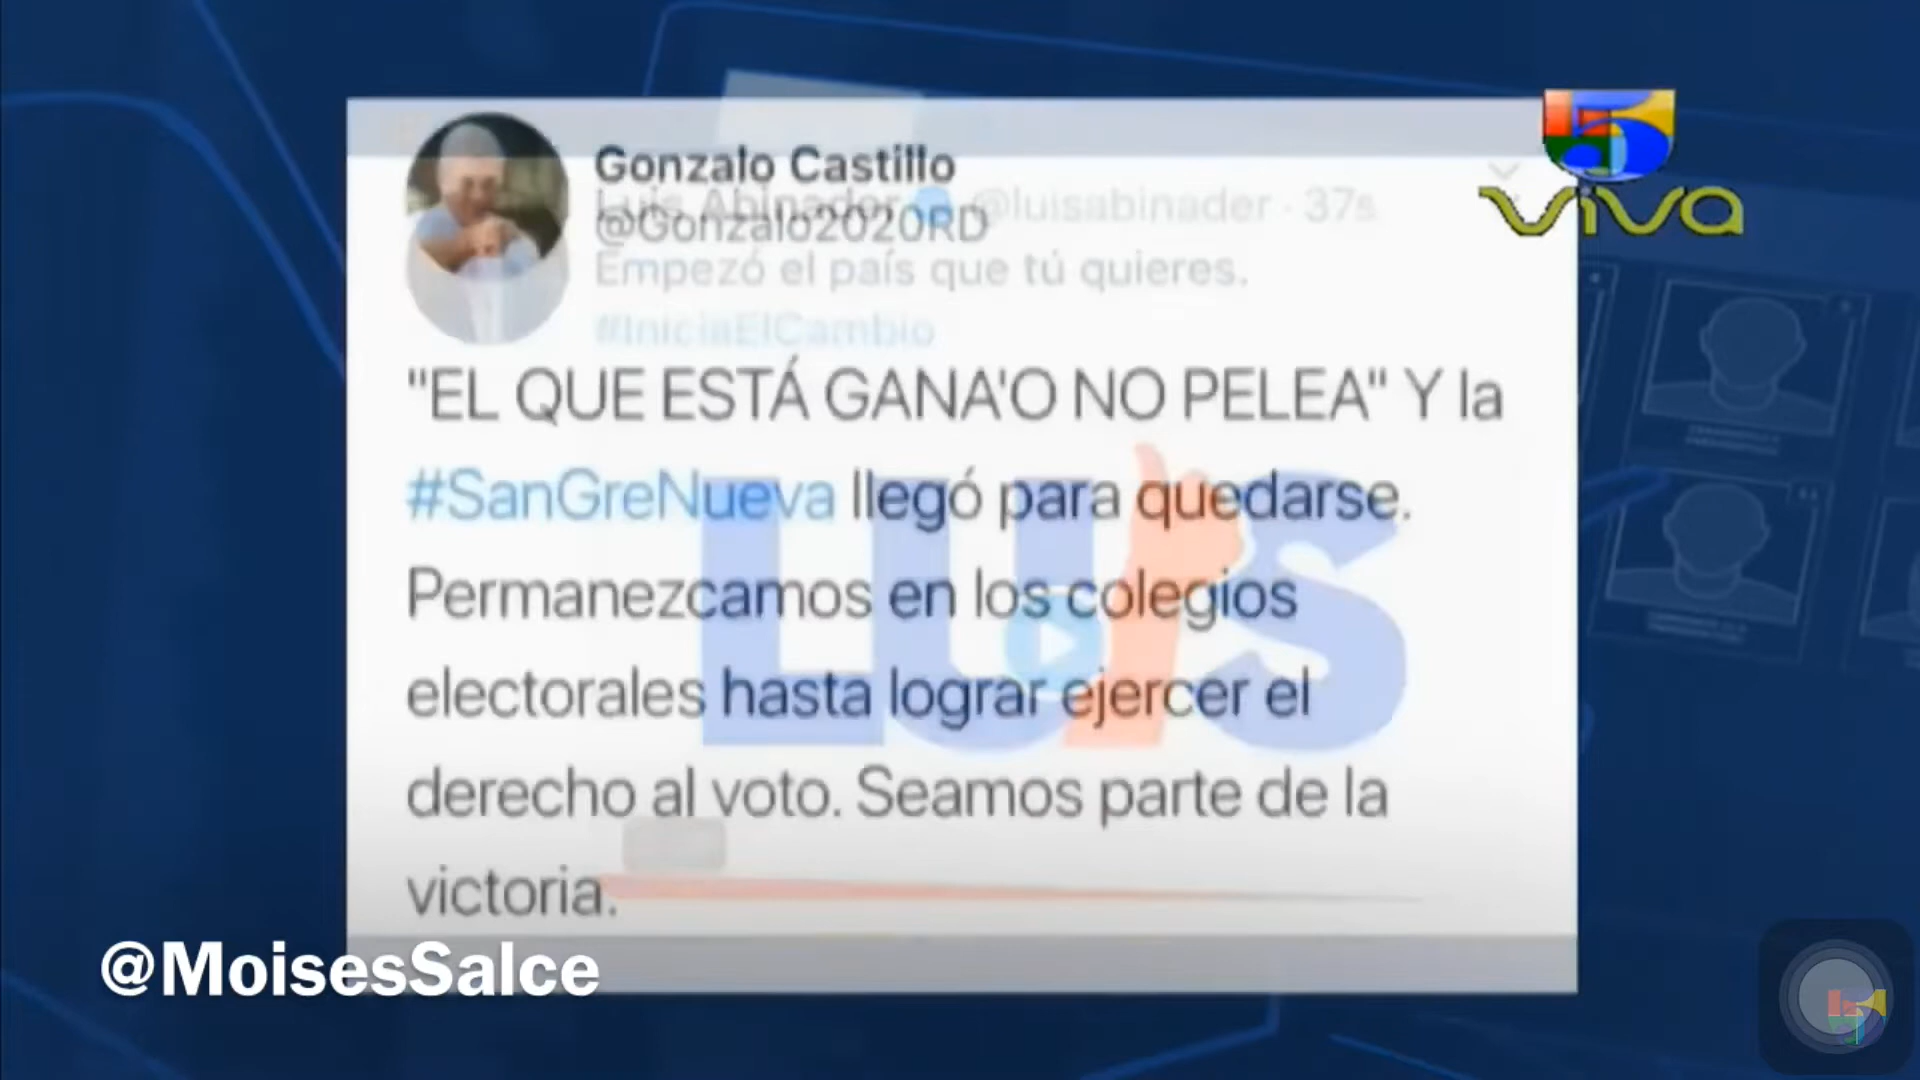 5
ViVa
Gonzalo Castillo
Luis Abinader @luisabinader · 37s
@Gonzalo2020RD
Empezó el país que tú quieres.
#IniciaElCambio
"EL QUE ESTÁ GANA'O NO PELEA" Y la
#SanGreNueva llegó para quedarse.
Permanezcamos en los colegios
electorales hasta lograr ejercer el
derecho al voto. Seamos parte de la
victoria.
LUIS
@MoisesSalce
5